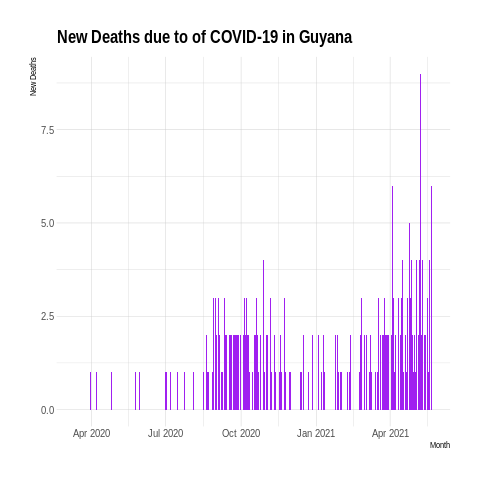 New Deaths due to of COVID-19 in Guyana
New Deaths
7.5
5.0
2.5
0.0
Apr 2020 Jul 2020 Oct 2020 Jan 2021 Apr 2021
Month